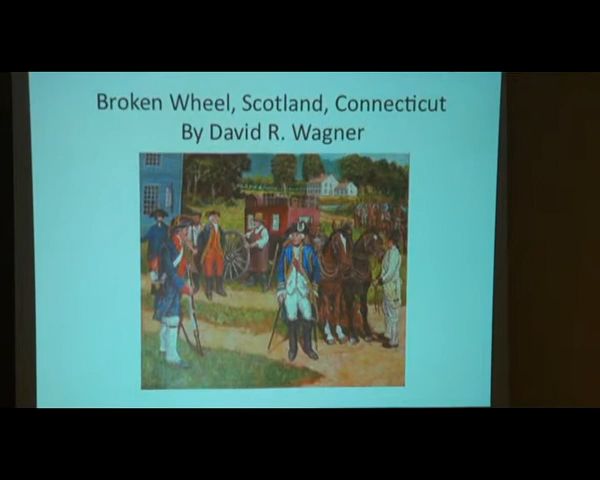 Broken Wheel, Scotland, Connecticut
By David R. Wagner